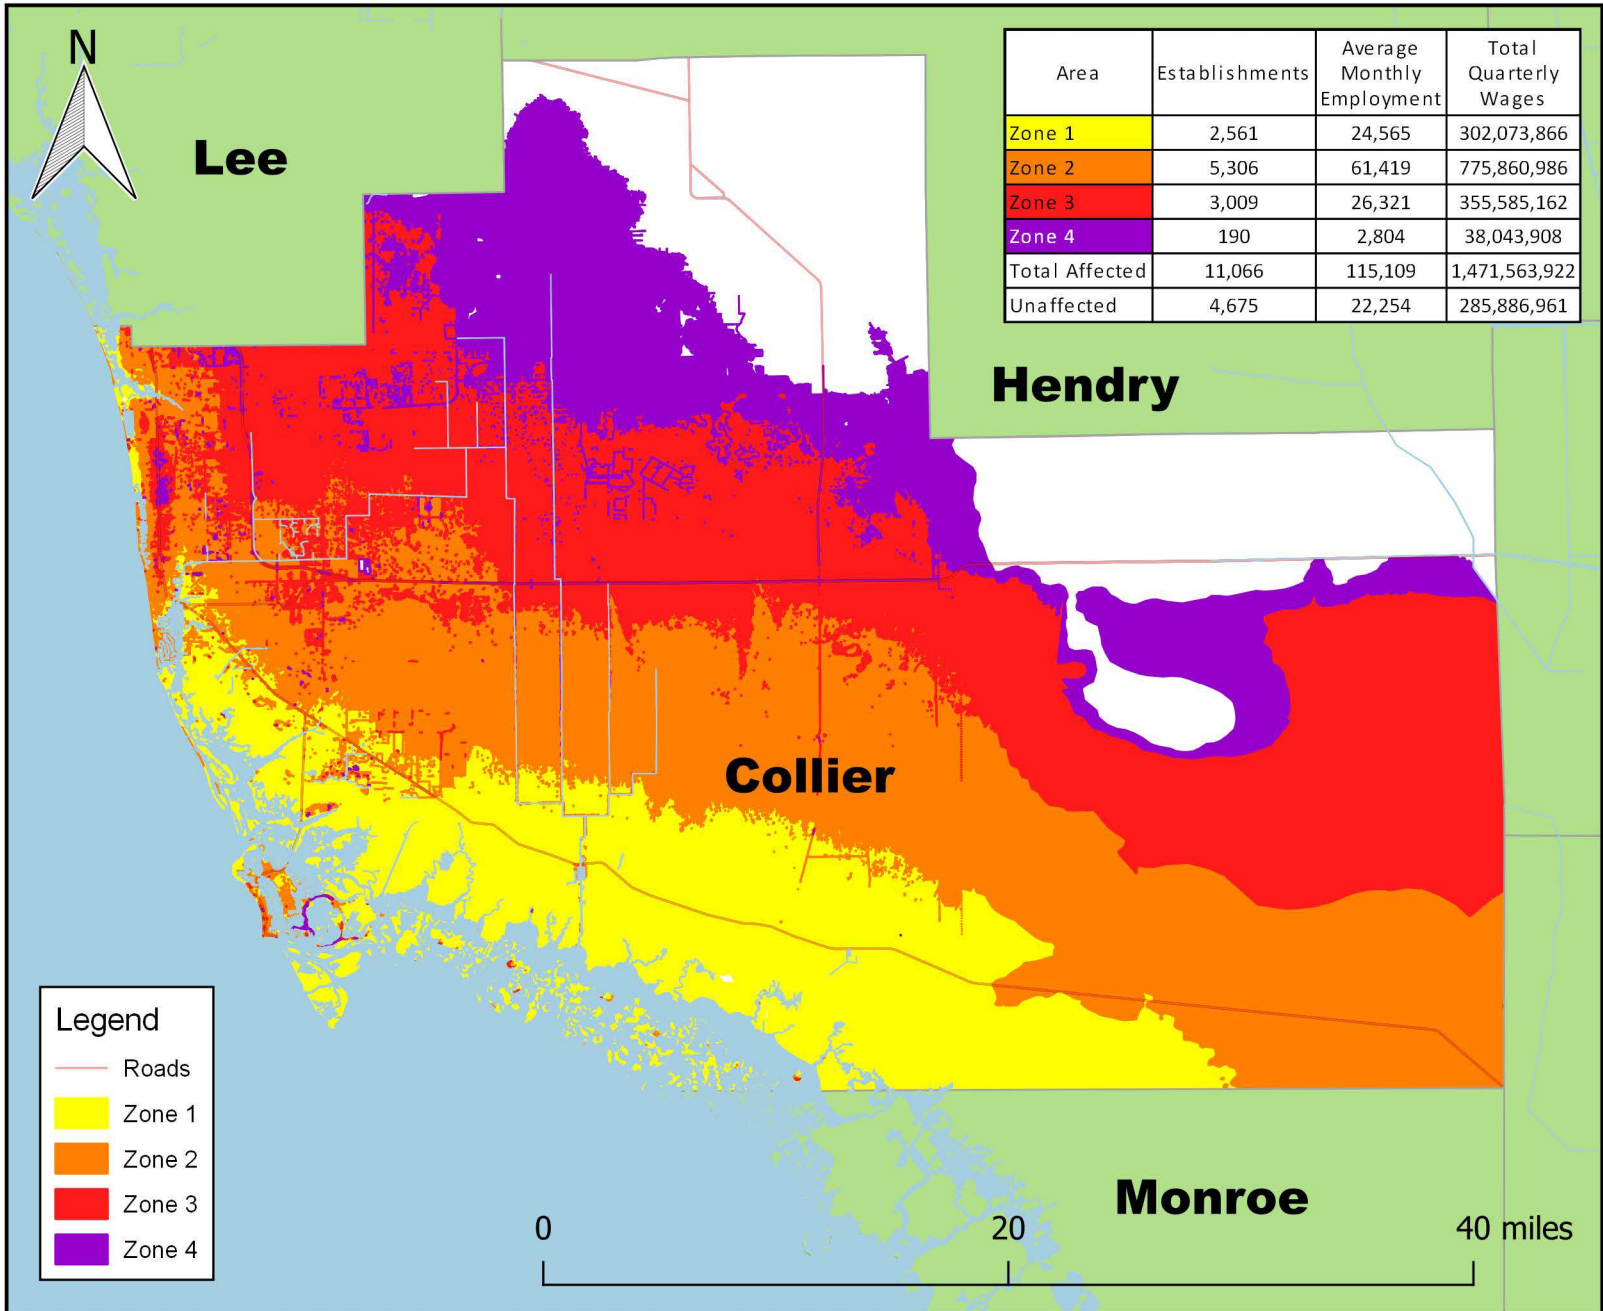 N
Lee
Area Establishments Average Monthly Employment Total Quarterly Wages
Zone 1 2,561 24,565 302,073,866
Zone 2 5,306 61,419 775,860,986
Zone 3 3,009 26,321 355,585,162
Zone 4 190 2,804 38,043,908
Total Affected 11,066 115,109 1,471,563,922
Unaffected 4,675 22,254 285,886,961
Hendry
Collier
Monroe
Legend
Roads
Zone 1
Zone 2
Zone 3
Zone 4
0 20 40 miles